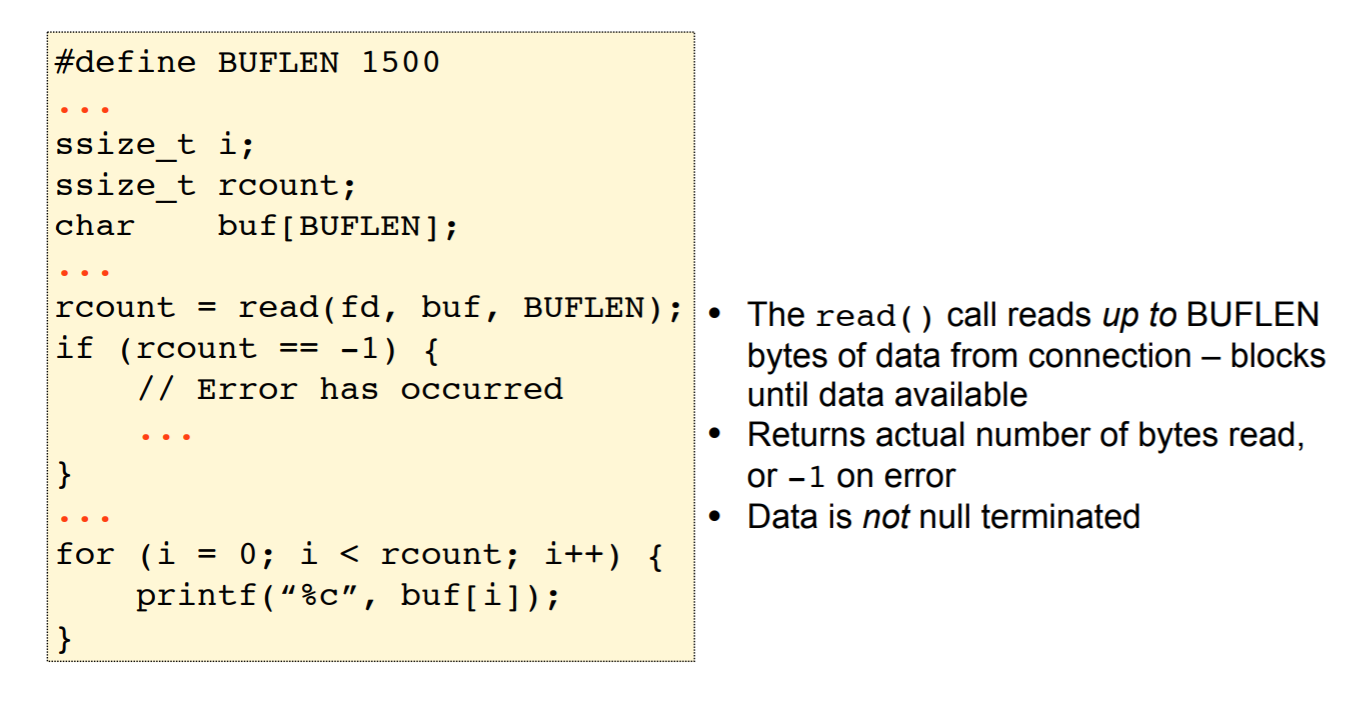 #define BUFLEN 1500
...
ssize_t i;
ssize_t rcount;
char    buf[BUFLEN];
...
rcount = read(fd, buf, BUFLEN);
if (rcount == -1) {
    // Error has occurred
    ...
}
...
for (i = 0; i < rcount; i++) {
    printf(“%c”, buf[i]);
}
• The read() call reads up to BUFLEN
bytes of data from connection – blocks
until data available
• Returns actual number of bytes read,
or –1 on error
• Data is not null terminated